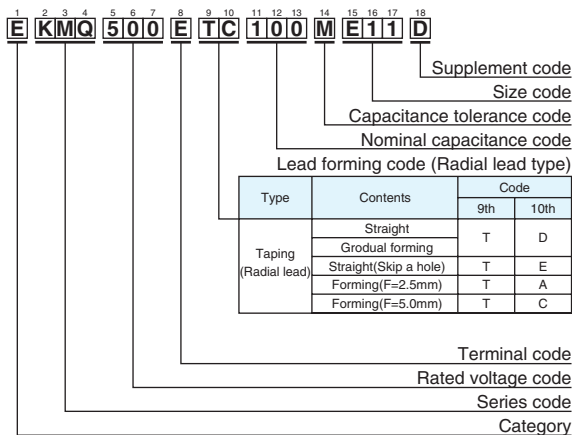 1 2 3 4 5 6 7 8 9 10 11 12 13 14 15 16 17 18
E KMQ 500 E TC 100 M E11 D
Supplement code
Size code
Capacitance tolerance code
Nominal capacitance code
Lead forming code (Radial lead type)
Type Contents Code
9th 10th
Taping
(Radial lead)
Straight T D
Grodual forming
Straight(Skip a hole) T E
Forming(F=2.5mm) T A
Forming(F=5.0mm) T C
Terminal code
Rated voltage code
Series code
Category